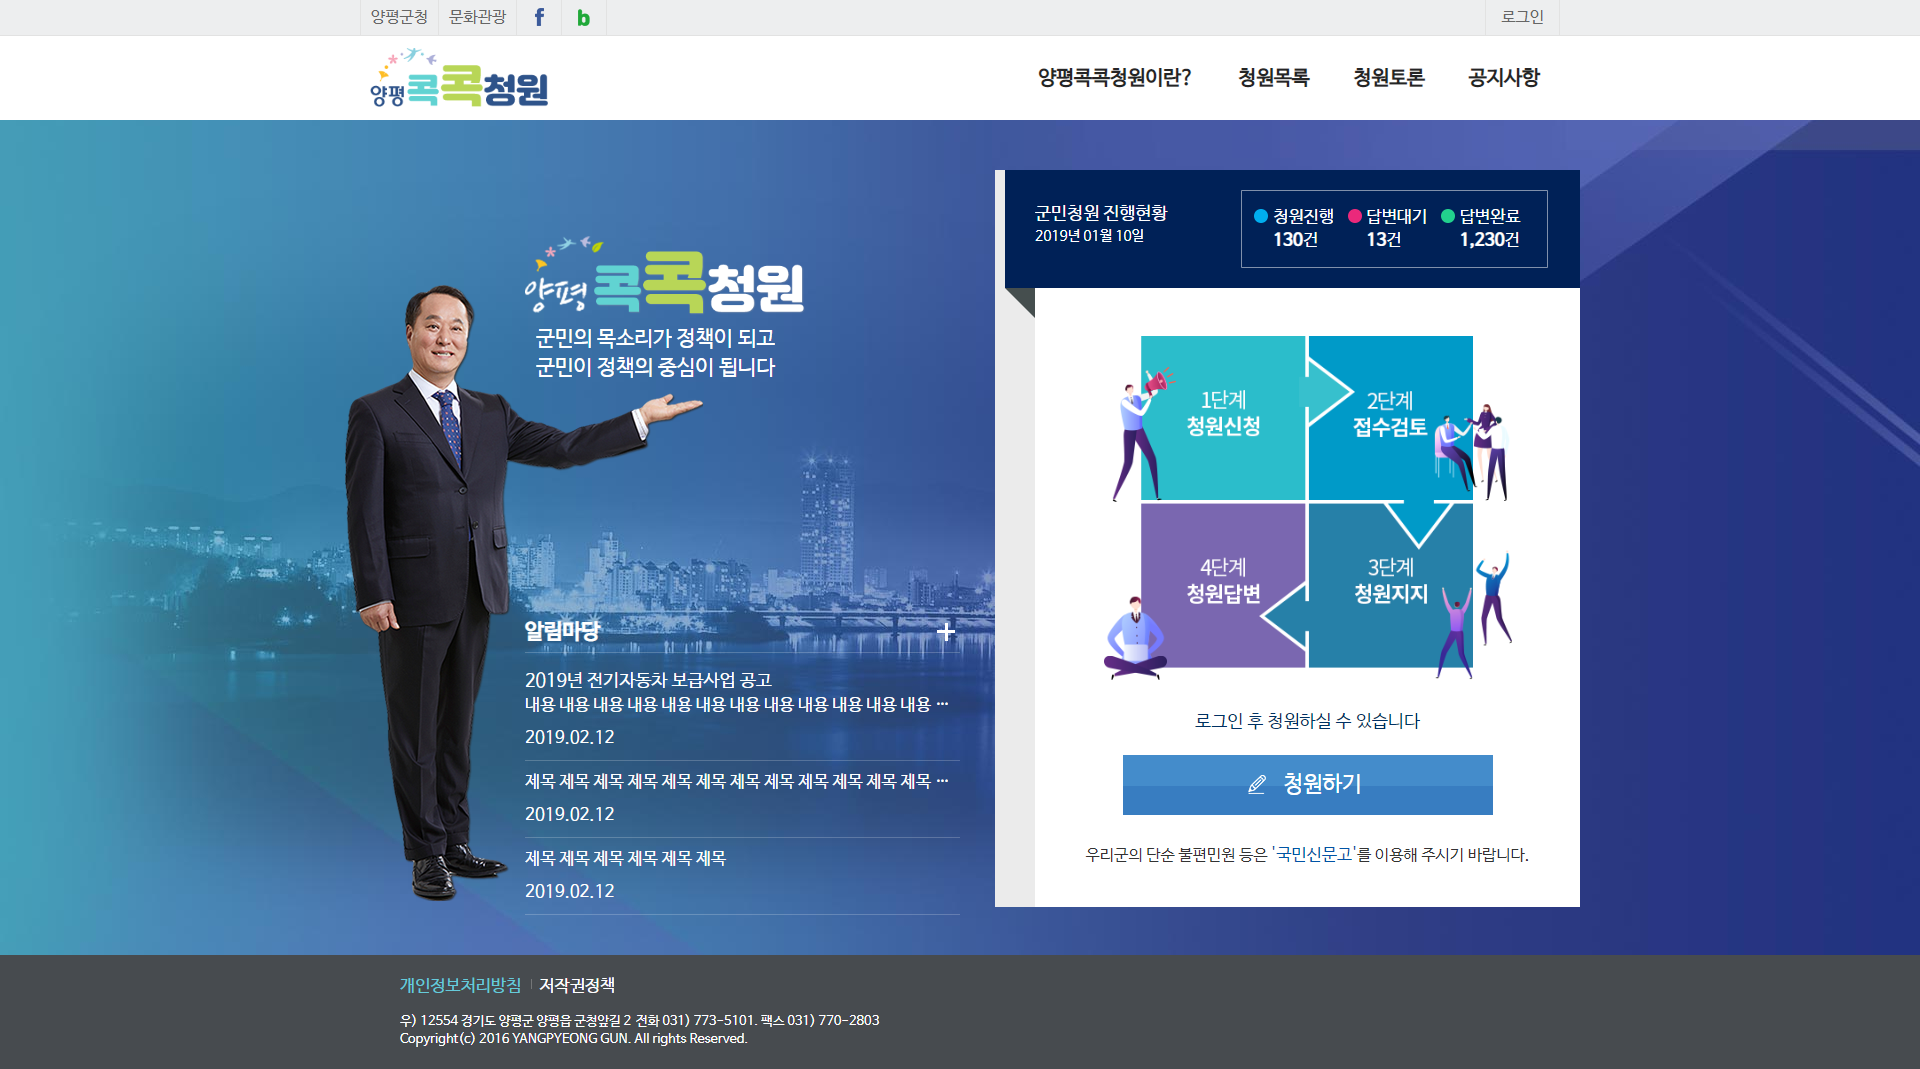 양평군청 문화관광 f b 로그인
양평콕콕청원
양평콕콕청원이란? 청원목록 청원토론 공지사항
양평콕콕청원
군민의 목소리가 정책이 되고
군민이 정책의 중심이 됩니다
알림마당
2019년 전기자동차 보급사업 공고
내용 내용 내용 내용 내용 내용 내용 내용 내용 내용 내용 내용 …
2019.02.12
제목 제목 제목 제목 제목 제목 제목 제목 제목 제목 제목 제목 …
2019.02.12
제목 제목 제목 제목 제목 제목
2019.02.12
군민청원 진행현황
2019년 01월 10일
청원진행 답변대기 답변완료
130건 13건 1,230건
1단계
청원신청
2단계
접수검토
4단계
청원답변
3단계
청원지지
로그인 후 청원하실 수 있습니다
청원하기
우리군의 단순 불편민원 등은 '국민신문고'를 이용해 주시기 바랍니다.
개인정보처리방침 저작권정책
우) 12554 경기도 양평군 양평읍 군청앞길 2 전화 031) 773-5101. 팩스 031) 770-2803
Copyright(c) 2016 YANGPYEONG GUN. All rights Reserved.